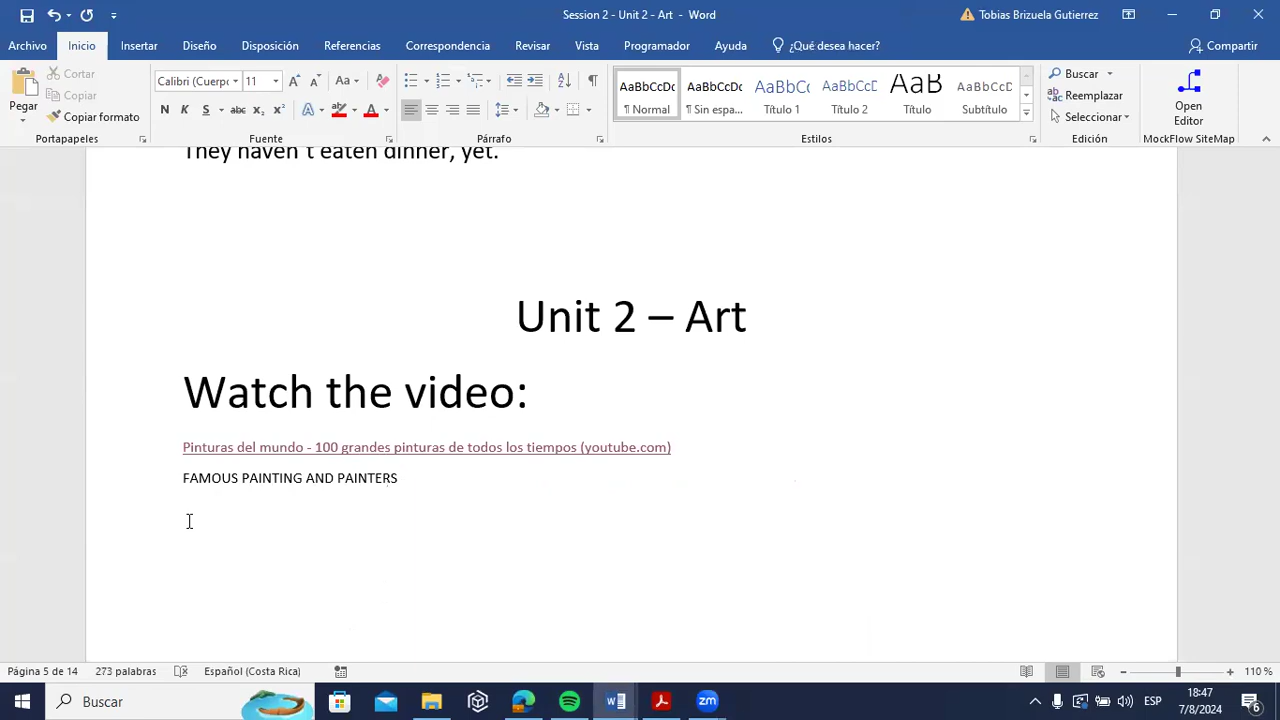 Session 2 - Unit 2 – Art - Word
Tobias Brizuela Gutierrez
Archivo Inicio Insertar Diseño Disposición Referencias Correspondencia Revisar Vista Programador Ayuda ¿Qué desea hacer? Compartir
Pegar
Cortar
Copiar
Copiar formato
Portapapeles
Calibri (Cuerpo 11
Fuente
Párrafo
AaBbCcDc AaBbCcDc AaBbCc AaBbCcD AaB AaBbCcD
¶ Normal ¶ Sin espa... Título 1 Título 2 Título Subtítulo
Estilos
Buscar
Reemplazar
Seleccionar
Edición
Open
Editor
MockFlow SiteMap
They haven't eaten dinner, yet.
Unit 2 – Art
Watch the video:
Pinturas del mundo - 100 grandes pinturas de todos los tiempos (youtube.com)
FAMOUS PAINTING AND PAINTERS
Página 5 de 14 273 palabras Español (Costa Rica) 110 %
Buscar
ESP
18:47
7/8/2024
6